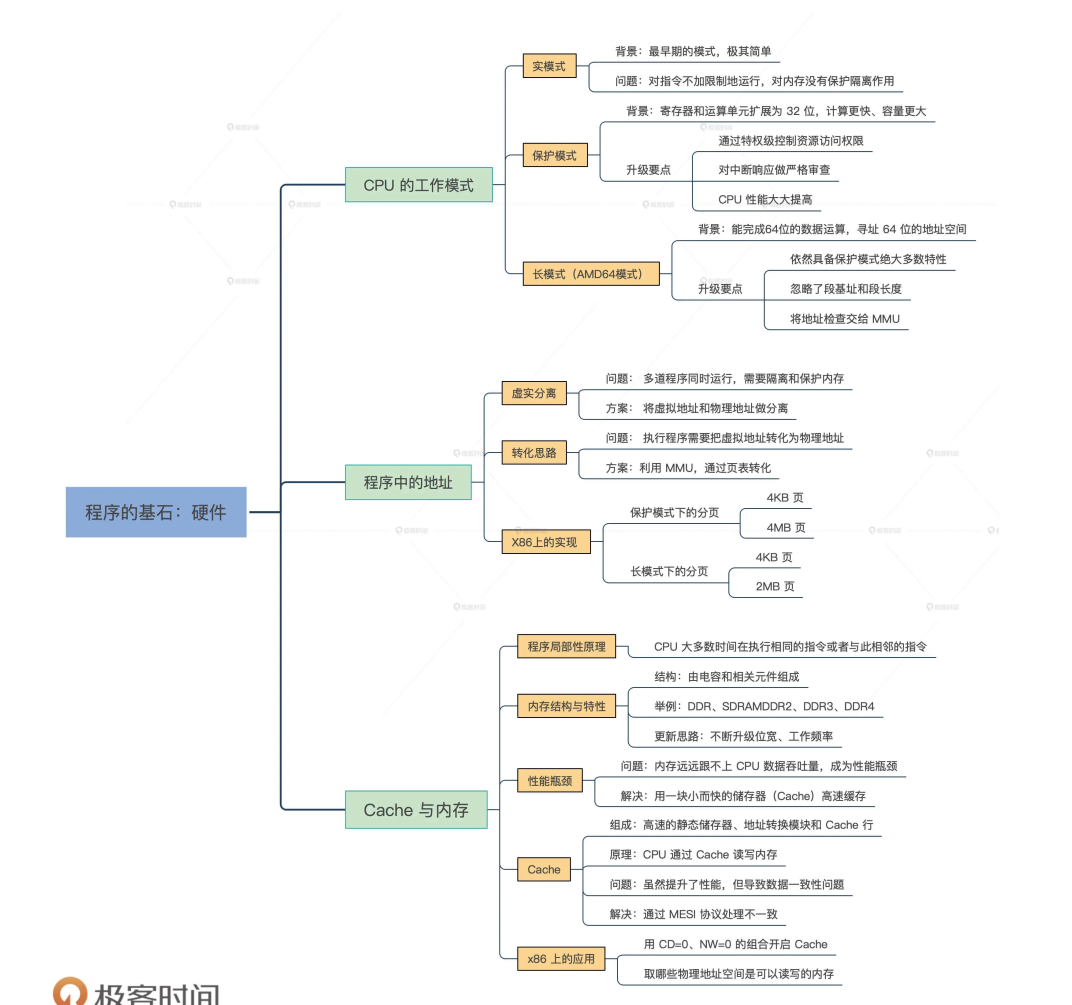 程序的基石：硬件
CPU 的工作模式
实模式
背景：最早期的模式，极其简单
问题：对指令不加限制地运行，对内存没有保护隔离作用
保护模式
背景：寄存器和运算单元扩展为 32 位，计算更快、容量更大
升级要点
通过特权级控制资源访问权限
对中断响应做严格审查
CPU 性能大大提高
长模式（AMD64模式）
背景：能完成64位的数据运算，寻址 64 位的地址空间
升级要点
依然具备保护模式绝大多数特性
忽略了段基址和段长度
将地址检查交给 MMU
程序中的地址
虚实分离
问题： 多道程序同时运行，需要隔离和保护内存
方案： 将虚拟地址和物理地址做分离
转化思路
问题： 执行程序需要把虚拟地址转化为物理地址
方案：利用 MMU，通过页表转化
X86上的实现
保护模式下的分页
4KB 页
4MB 页
长模式下的分页
4KB 页
2MB 页
Cache 与内存
程序局部性原理
CPU 大多数时间在执行相同的指令或者与此相邻的指令
内存结构与特性
结构：由电容和相关元件组成
举例：DDR、SDRAMDDR2、DDR3、DDR4
更新思路：不断升级位宽、工作频率
性能瓶颈
问题：内存远远跟不上 CPU 数据吞吐量，成为性能瓶颈
解决：用一块小而快的储存器（Cache）高速缓存
Cache
组成：高速的静态储存器、地址转换模块和 Cache 行
原理：CPU 通过 Cache 读写内存
问题：虽然提升了性能，但导致数据一致性问题
解决：通过 MESI 协议处理不一致
x86 上的应用
用 CD=0、NW=0 的组合开启 Cache
取哪些物理地址空间是可以读写的内存
极客时间